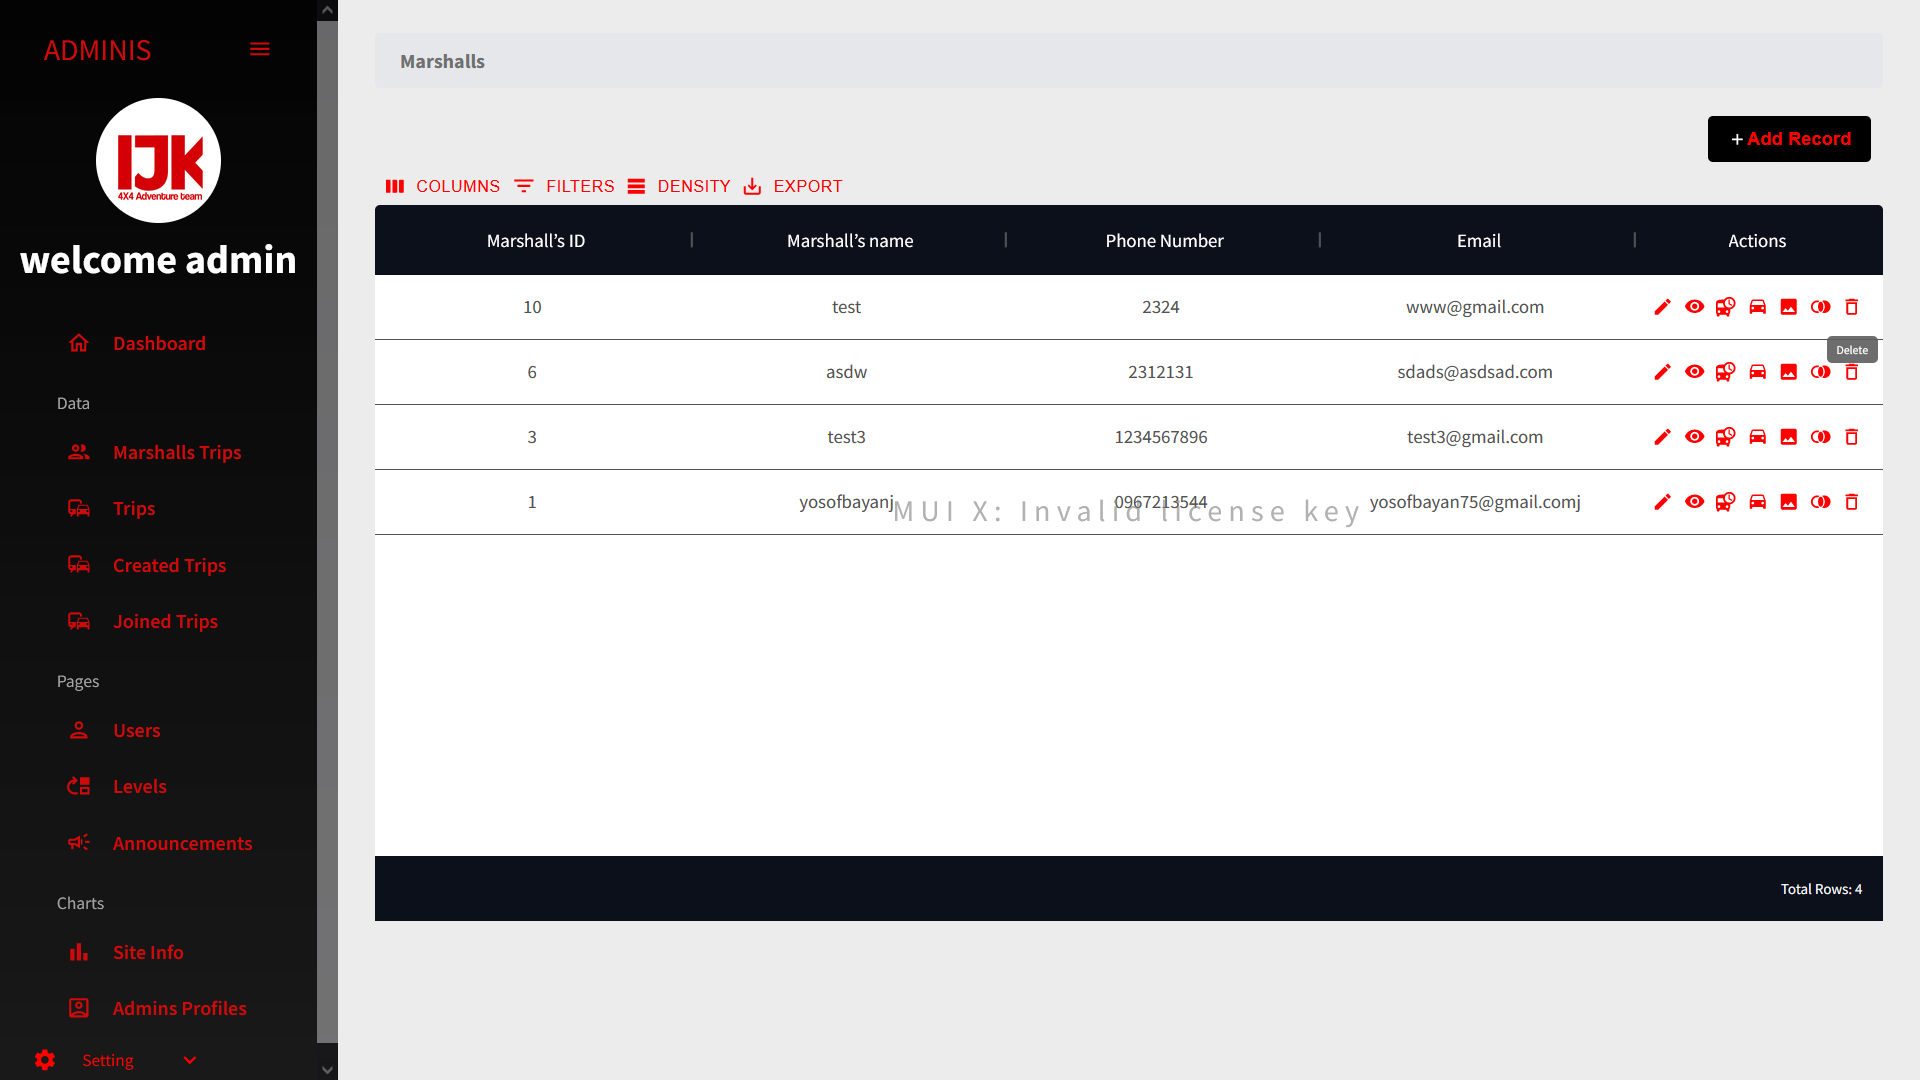 ADMINIS
IJK
4X4 Adventure team
welcome admin
Dashboard
Data
Marshalls Trips
Trips
Created Trips
Joined Trips
Pages
Users
Levels
Announcements
Charts
Site Info
Admins Profiles
Setting
Marshalls
+ Add Record
COLUMNS FILTERS DENSITY EXPORT
Marshall’s ID Marshall’s name Phone Number Email Actions
10 test 2324 www@gmail.com
Delete
6 asdw 2312131 sdads@asdsad.com
3 test3 1234567896 test3@gmail.com
1 yosofbayanj 0967213544 yosofbayan75@gmail.comj
MUI X: Invalid license key
Total Rows: 4